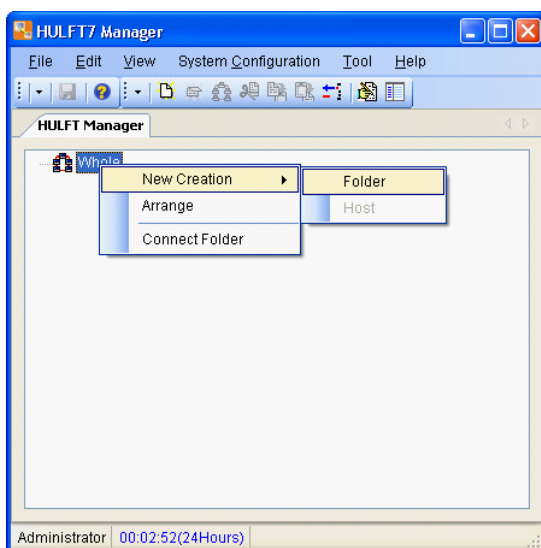 HULFT7 Manager
File Edit View System Configuration Tool Help
HULFT Manager
Whole
New Creation
Folder
Arrange
Host
Connect Folder
Administrator 00:02:52(24Hours)